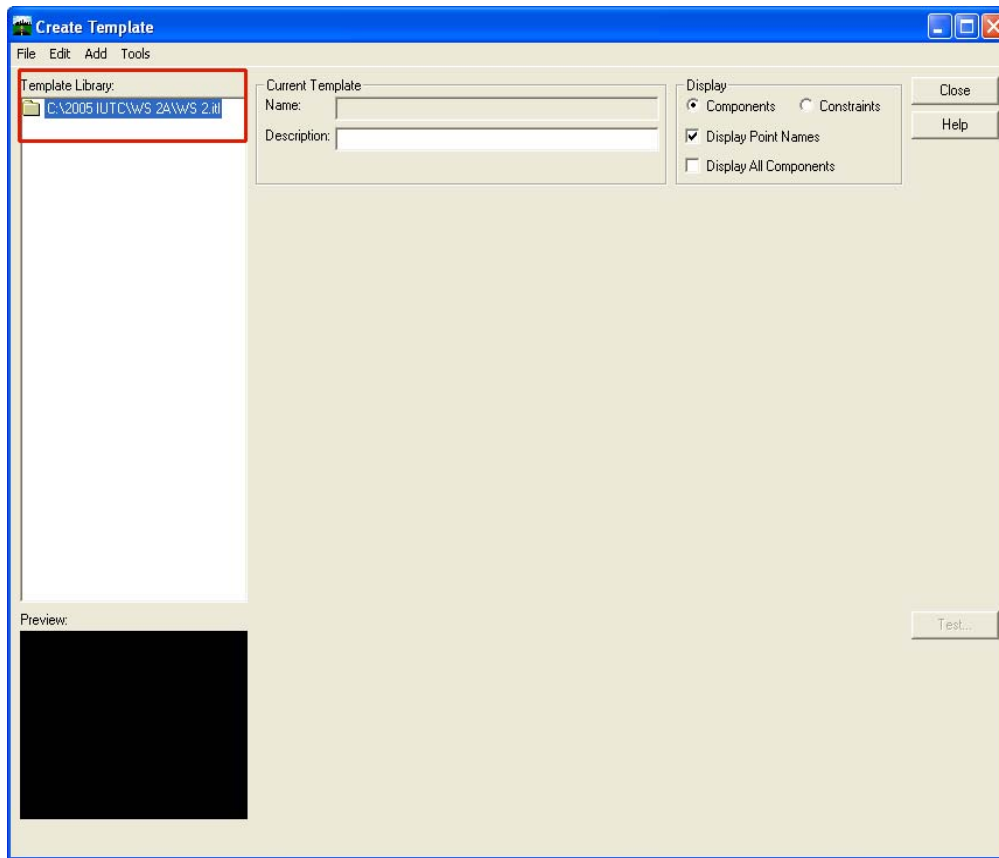 Create Template
File Edit Add Tools
Template Library:
C:\2005 IUTC\WS 2A\WS 2.itl
Current Template
Name:
Description:
Display
Components Constraints
Display Point Names
Display All Components
Close
Help
Preview:
Test...